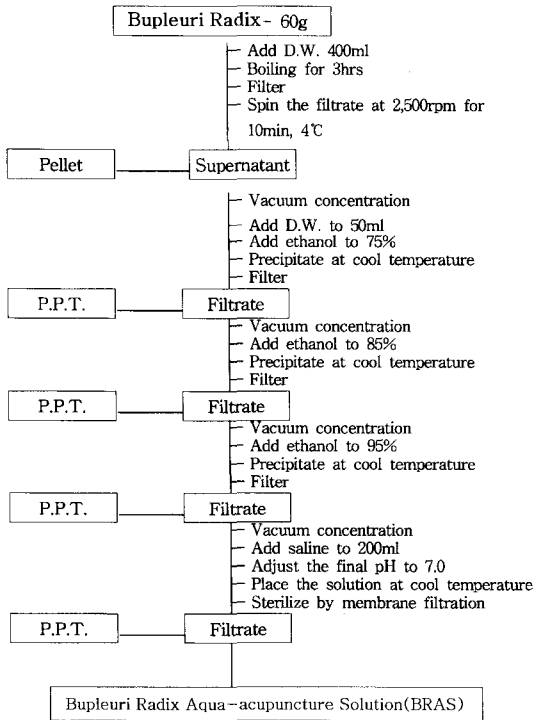 Bupleuri Radix- 60g
Add D.W. 400ml
Boiling for 3hrs
Filter
Spin the filtrate at 2,500rpm for
10min, 4℃
Pellet
Supernatant
Vacuum concentration
Add D.W. to 50ml
Add ethanol to 75%
Precipitate at cool temperature
Filter
P.P.T.
Filtrate
Vacuum concentration
Add ethanol to 85%
Precipitate at cool temperature
Filter
P.P.T.
Filtrate
Vacuum concentration
Add ethanol to 95%
Precipitate at cool temperature
Filter
P.P.T.
Filtrate
Vacuum concentration
Add saline to 200ml
Adjust the final pH to 7.0
Place the solution at cool temperature
Sterilize by membrane filtration
P.P.T.
Filtrate
Bupleuri Radix Aqua-acupuncture Solution(BRAS)